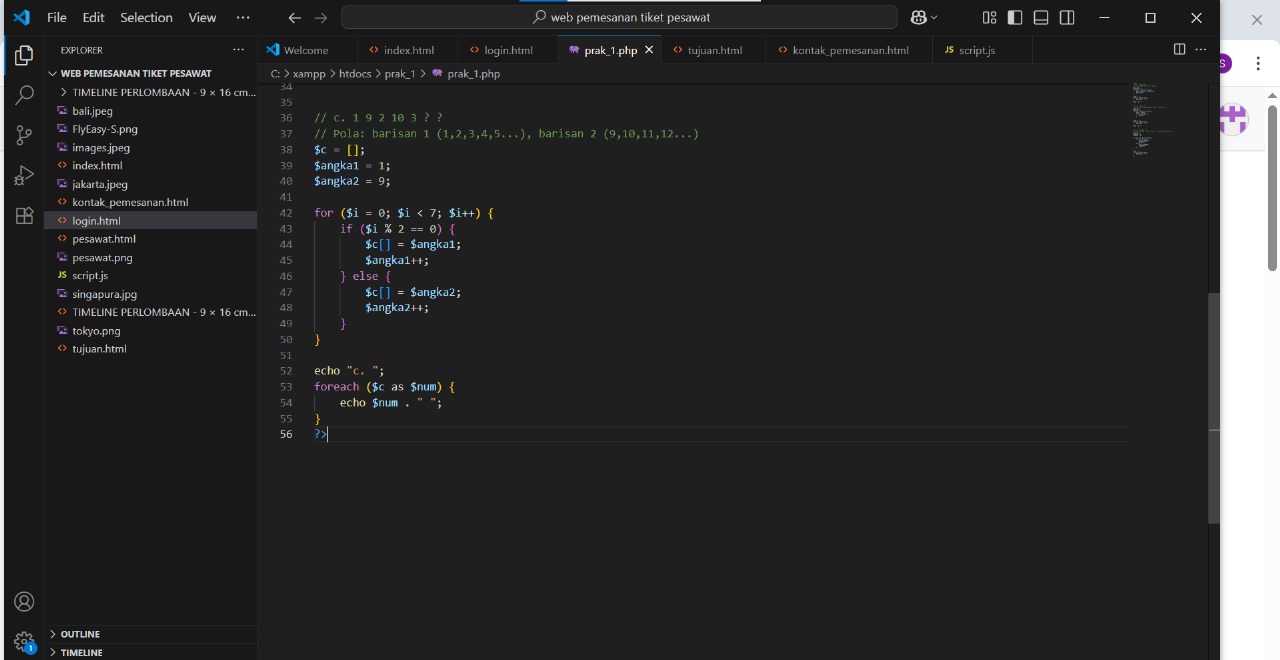 File Edit Selection View ···
web pemesanan tiket pesawat
EXPLORER ···
Welcome
index.html
login.html
prak_1.php
tujuan.html
kontak_pemesanan.html
JS script.js
···
WEB PEMESANAN TIKET PESAWAT
TIMELINE PERLOMBAAN - 9 × 16 cm...
bali.jpeg
FlyEasy-S.png
images.jpeg
index.html
jakarta.jpeg
kontak_pemesanan.html
login.html
pesawat.html
pesawat.png
JS script.js
singapura.jpg
TIMELINE PERLOMBAAN - 9 × 16 cm...
tokyo.png
tujuan.html
OUTLINE
TIMELINE
1
C: > xampp > htdocs > prak_1 > prak_1.php
34
35
36 // c. 1 9 2 10 3 ? ?
37 // Pola: barisan 1 (1,2,3,4,5...), barisan 2 (9,10,11,12...)
38 $c = [];
39 $angka1 = 1;
40 $angka2 = 9;
41
42 for ($i = 0; $i < 7; $i++) {
43 if ($i % 2 == 0) {
44 $c[] = $angka1;
45 $angka1++;
46 } else {
47 $c[] = $angka2;
48 $angka2++;
49 }
50 }
51
52 echo "c. ";
53 foreach ($c as $num) {
54 echo $num . " ";
55 }
56 ?>
S